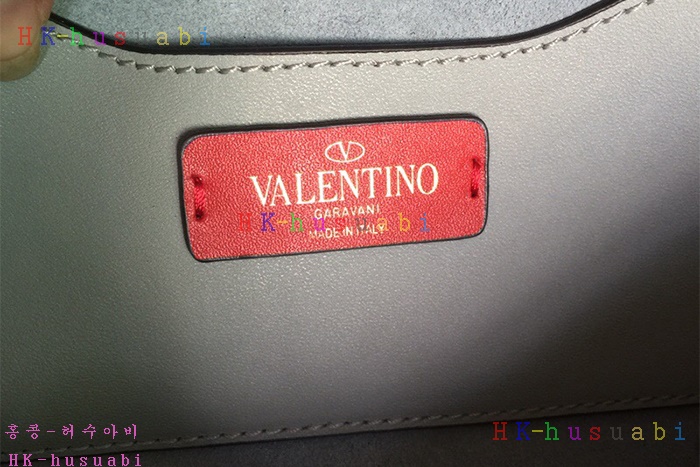 HK-husuabi
V
VALENTINO
GARAVANI
HK-husuabi
MADE IN ITALY
홍콩-허수아비
HK-husuabi
HK-husuabi